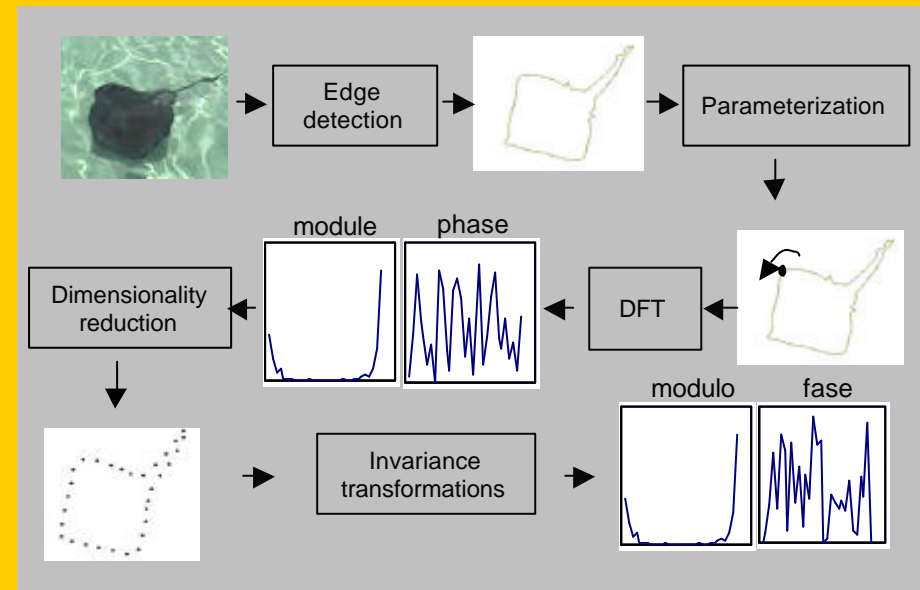 Edge
detection
Parameterization
module
phase
DFT
Dimensionality
reduction
Invariance
transformations
modulo
fase